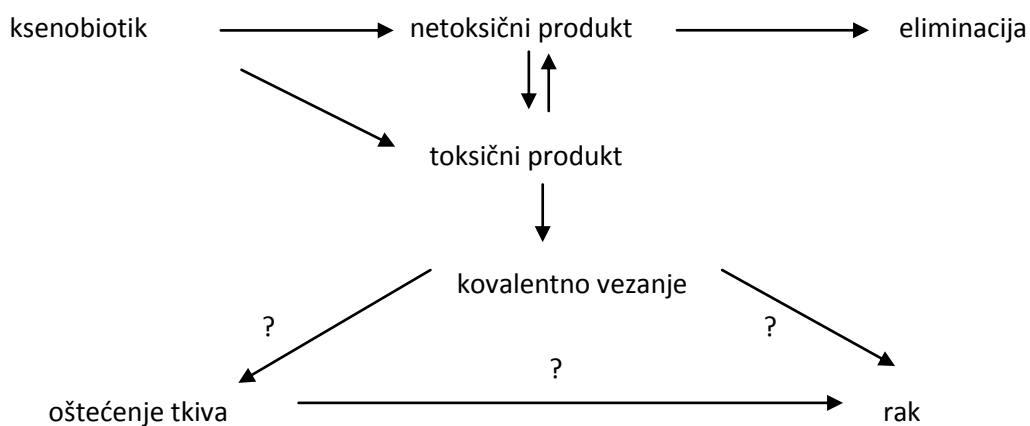 ksenobiotik netoksični produkt eliminacija
toksični produkt
kovalentno vezanje
? ?
?
oštećenje tkiva rak